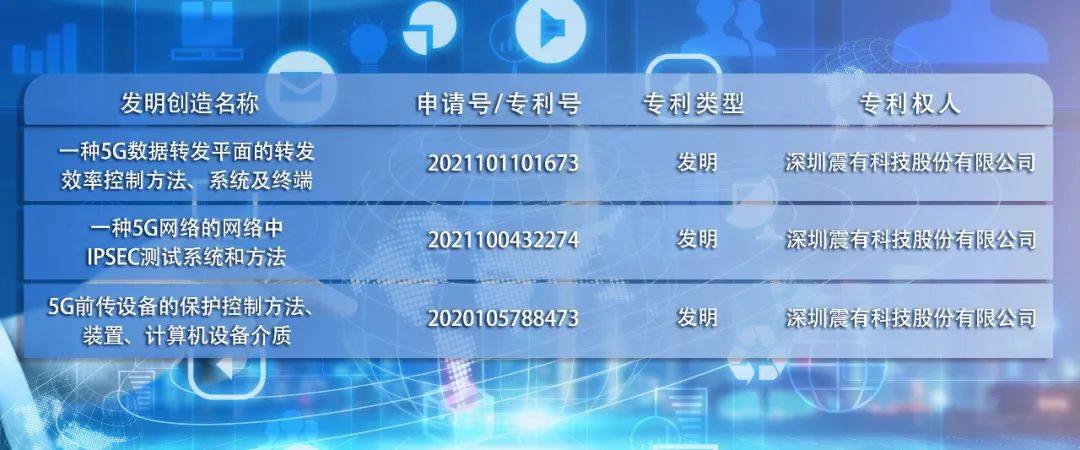 发明创造名称 申请号/专利号 专利类型 专利权人
一种5G数据转发平面的转发
效率控制方法、系统及终端
2021101101673 发明 深圳震有科技股份有限公司
一种5G网络的网络中
IPSEC测试系统和方法
2021100432274 发明 深圳震有科技股份有限公司
5G前传设备的保护控制方法、
装置、计算机设备介质
2020105788473 发明 深圳震有科技股份有限公司